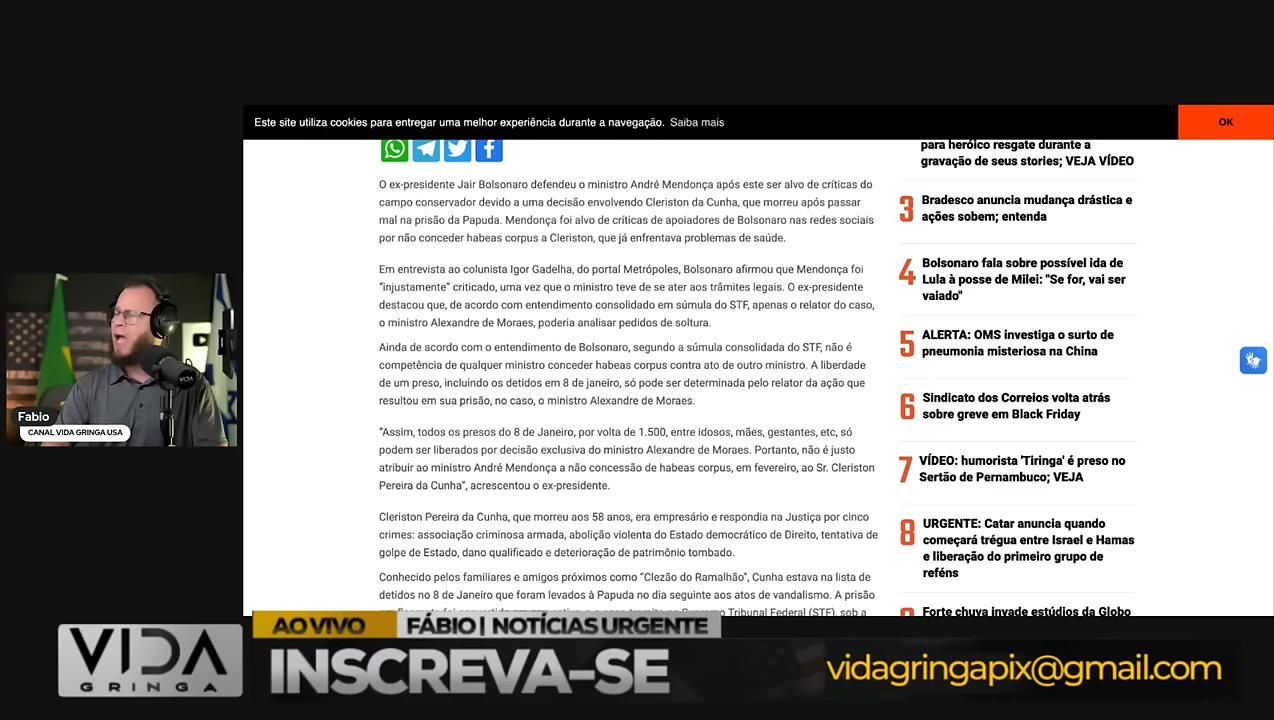 Este site utiliza cookies para entregar uma melhor experiência durante a navegação. Saiba mais
OK
O ex-presidente Jair Bolsonaro defendeu o ministro André Mendonça após este ser alvo de críticas do
campo conservador devido a uma decisão envolvendo Cleriston da Cunha, que morreu após passar
mal na prisão da Papuda. Mendonça foi alvo de críticas de apoiadores de Bolsonaro nas redes sociais
por não conceder habeas corpus a Cleriston, que já enfrentava problemas de saúde.
Em entrevista ao colunista Igor Gadelha, do portal Metrópoles, Bolsonaro afirmou que Mendonça foi
“injustamente” criticado, uma vez que o ministro teve de se ater aos trâmites legais. O ex-presidente
destacou que, de acordo com entendimento consolidado em súmula do STF, apenas o relator do caso,
o ministro Alexandre de Moraes, poderia analisar pedidos de soltura.
Ainda de acordo com o entendimento de Bolsonaro, segundo a súmula consolidada do STF, não é
competência de qualquer ministro conceder habeas corpus contra ato de outro ministro. A liberdade
de um preso, incluindo os detidos em 8 de janeiro, só pode ser determinada pelo relator da ação que
resultou em sua prisão, no caso, o ministro Alexandre de Moraes.
“Assim, todos os presos do 8 de Janeiro, por volta de 1.500, entre idosos, mães, gestantes, etc, só
podem ser liberados por decisão exclusiva do ministro Alexandre de Moraes. Portanto, não é justo
atribuir ao ministro André Mendonça a não concessão de habeas corpus, em fevereiro, ao Sr. Cleriston
Pereira da Cunha”, acrescentou o ex-presidente.
Cleriston Pereira da Cunha, que morreu aos 58 anos, era empresário e respondia na Justiça por cinco
crimes: associação criminosa armada, abolição violenta do Estado democrático de Direito, tentativa de
golpe de Estado, dano qualificado e deterioração de patrimônio tombado.
Conhecido pelos familiares e amigos próximos como “Clezão do Ramalhão”, Cunha estava na lista de
detidos no 8 de Janeiro que foram levados à Papuda no dia seguinte aos atos de vandalismo. A prisão
Supremo Tribunal Federal (STF), sob a
para heróico resgate durante a
gravação de seus stories; VEJA VÍDEO
3 Bradesco anuncia mudança drástica e
ações sobem; entenda
4 Bolsonaro fala sobre possível ida de
Lula à posse de Milei: "Se for, vai ser
vaiado"
5 ALERTA: OMS investiga o surto de
pneumonia misteriosa na China
6 Sindicato dos Correios volta atrás
sobre greve em Black Friday
7 VÍDEO: humorista 'Tiringa' é preso no
Sertão de Pernambuco; VEJA
8 URGENTE: Catar anuncia quando
começará trégua entre Israel e Hamas
e liberação do primeiro grupo de
reféns
Forte chuva invade estúdios da Globo
Fabio
CANAL VIDA GRINGA USA
AO VIVO
FÁBIO | NOTÍCIAS URGENTE
VIDA
GRINGA
INSCREVA-SE
vidagringapix@gmail.com